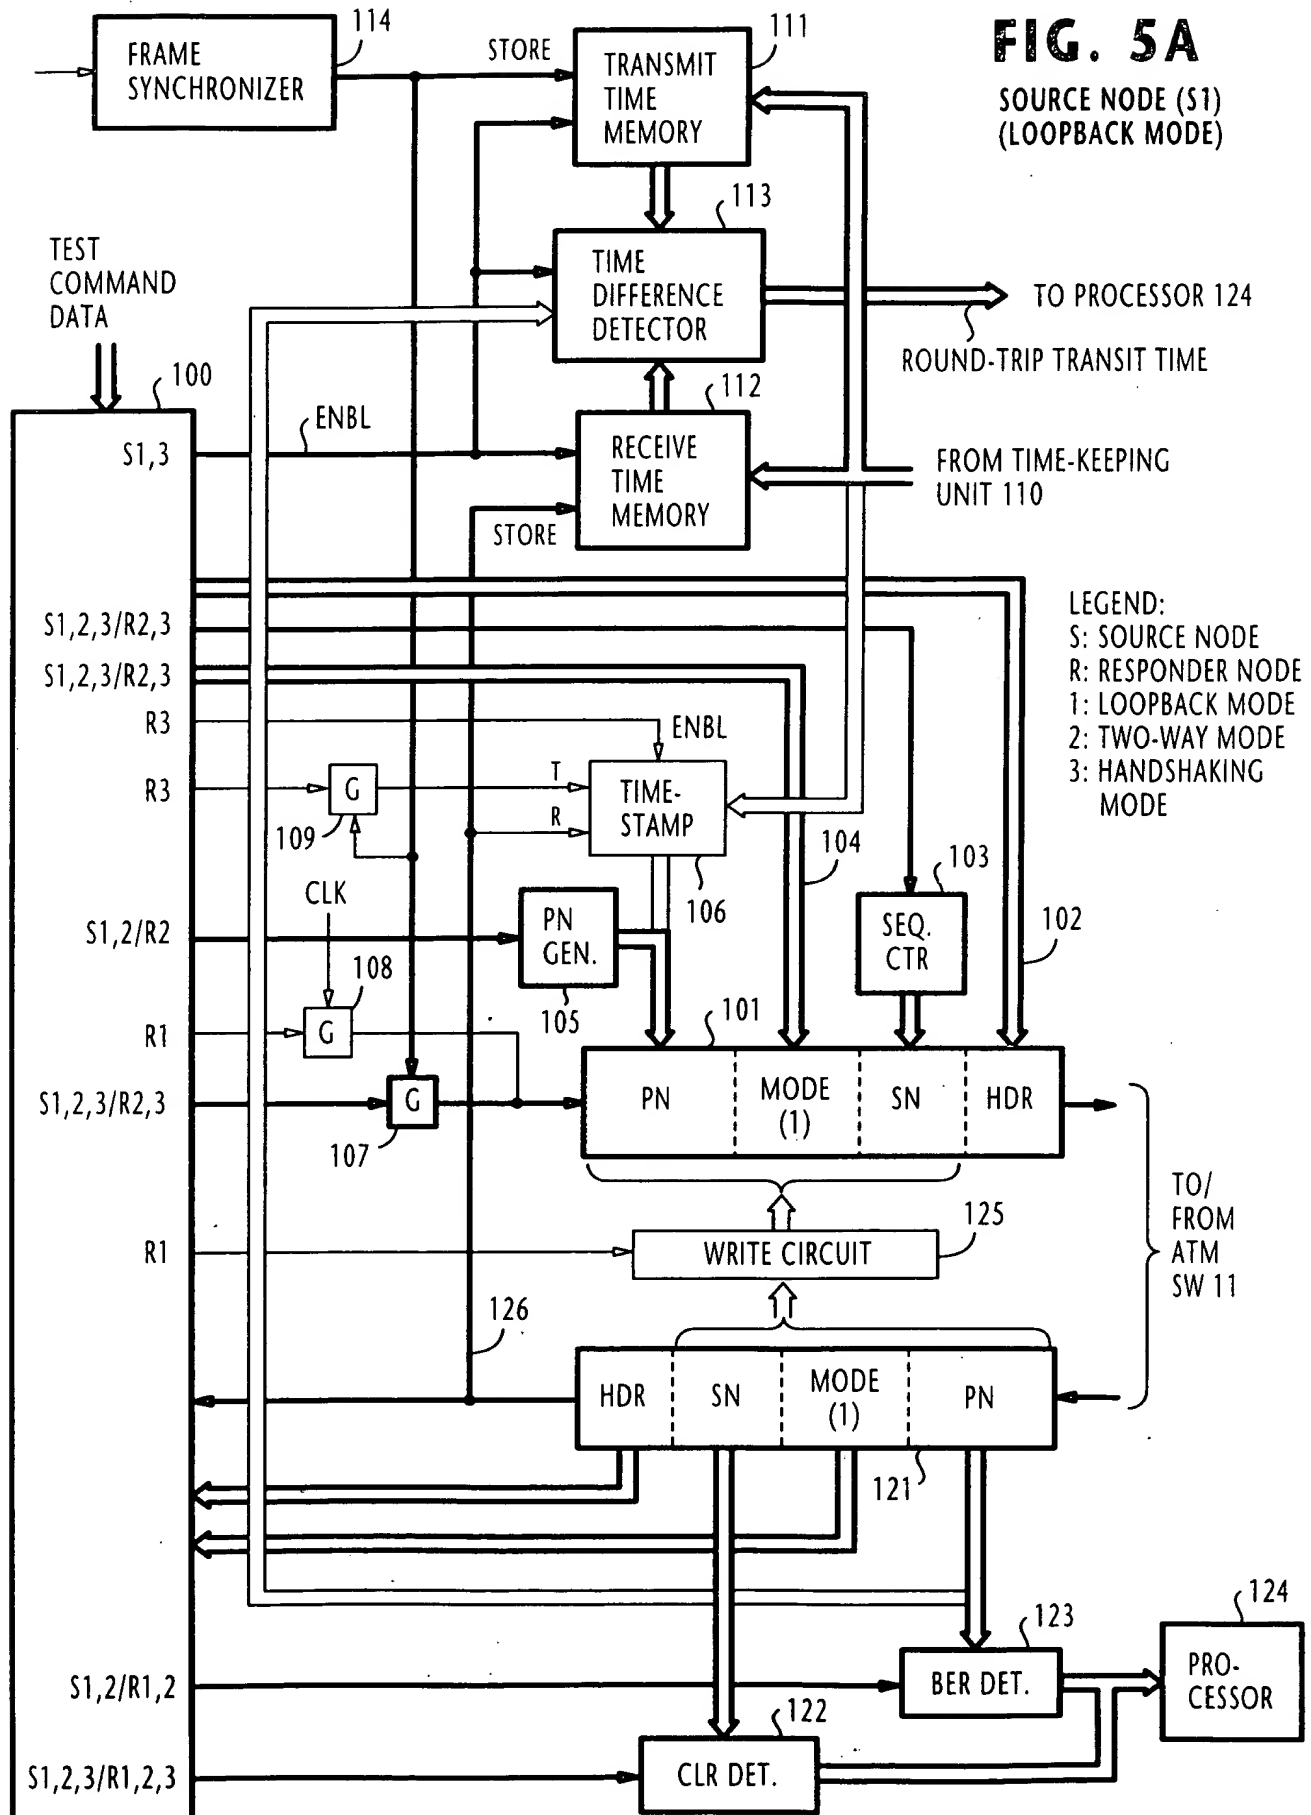 FIG. 5A
SOURCE NODE (S1)
(LOOPBACK MODE)
114
FRAME
SYNCHRONIZER
STORE
111
TRANSMIT
TIME
MEMORY
113
TIME
DIFFERENCE
DETECTOR
TO PROCESSOR 124
ROUND-TRIP TRANSIT TIME
TEST
COMMAND
DATA
100
S1,3
ENBL
112
RECEIVE
TIME
MEMORY
STORE
FROM TIME-KEEPING
UNIT 110
LEGEND:
S: SOURCE NODE
R: RESPONDER NODE
1: LOOPBACK MODE
2: TWO-WAY MODE
3: HANDSHAKING
MODE
S1,2,3/R2,3
S1,2,3/R2,3
R3
ENBL
R3
G
109
T
R
TIME-
STAMP
106
104
103
SEQ.
CTR
102
CLK
S1,2/R2
PN
GEN.
105
108
R1
G
101
S1,2,3/R2,3
G
107
PN
MODE
(1)
SN
HDR
TO/
FROM
ATM
SW 11
R1
WRITE CIRCUIT
125
126
HDR
SN
MODE
(1)
PN
121
S1,2/R1,2
123
BER DET.
124
PRO-
CESSOR
122
S1,2,3/R1,2,3
CLR DET.